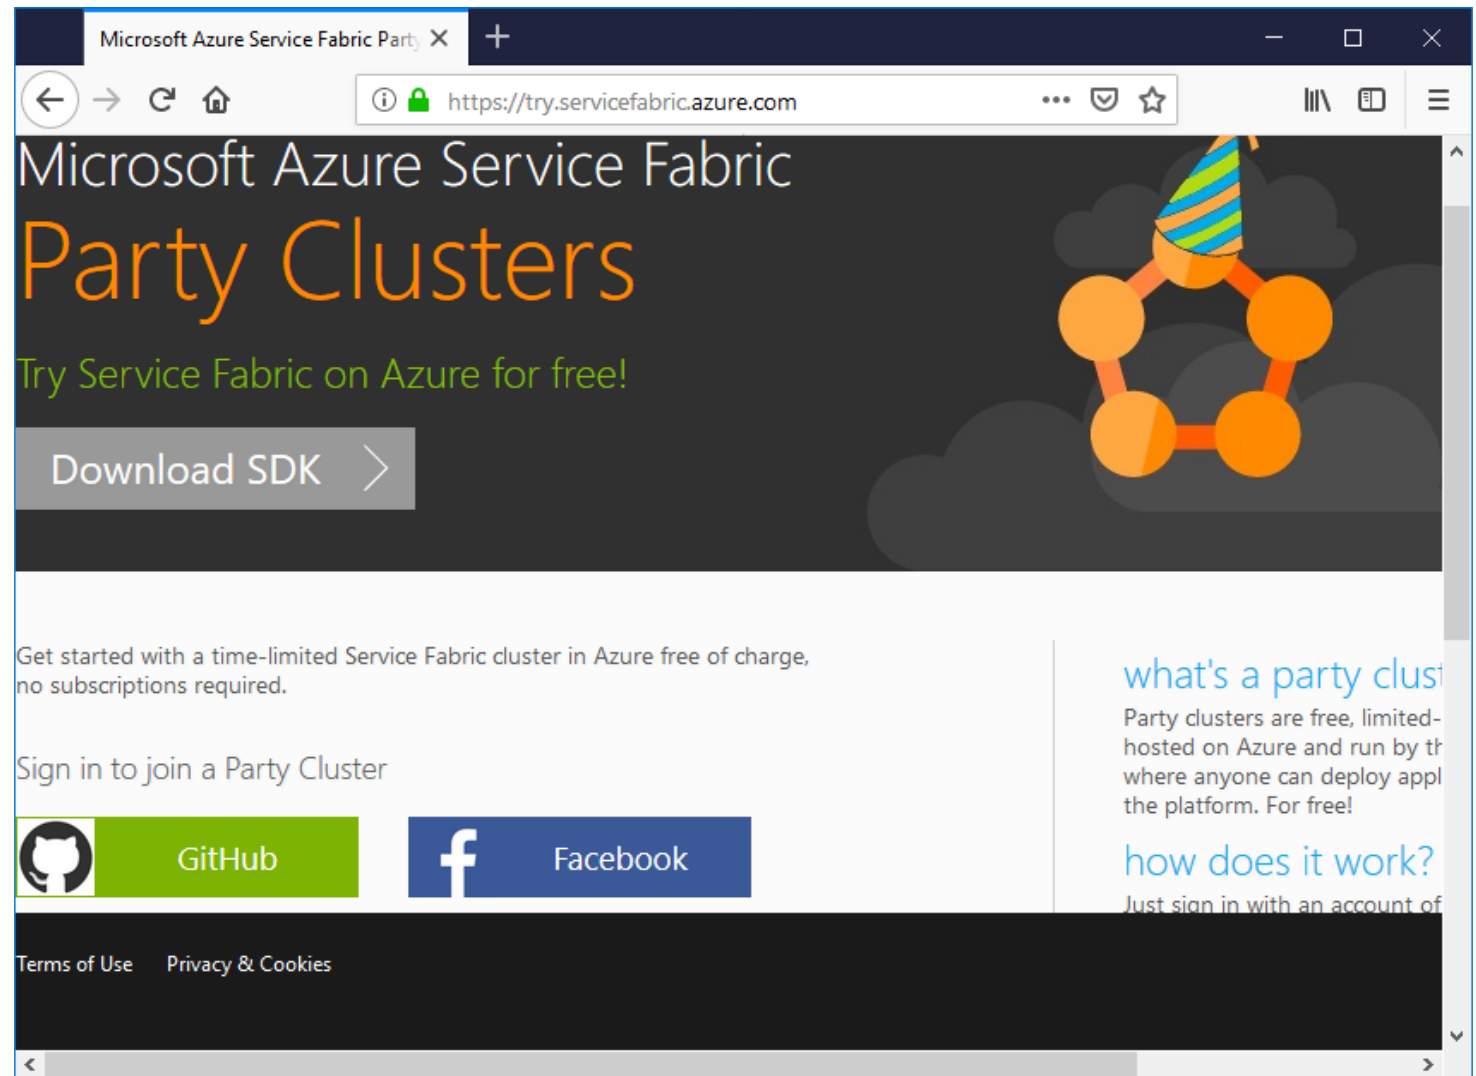 Microsoft Azure Service Fabric Party
https://try.servicefabric.azure.com
Microsoft Azure Service Fabric
Party Clusters
Try Service Fabric on Azure for free!
Download SDK
Get started with a time-limited Service Fabric cluster in Azure free of charge,
no subscriptions required.
Sign in to join a Party Cluster
GitHub
Facebook
what's a party clust
Party clusters are free, limited-
hosted on Azure and run by th
where anyone can deploy appl
the platform. For free!
how does it work?
Just sign in with an account of
Terms of Use
Privacy & Cookies